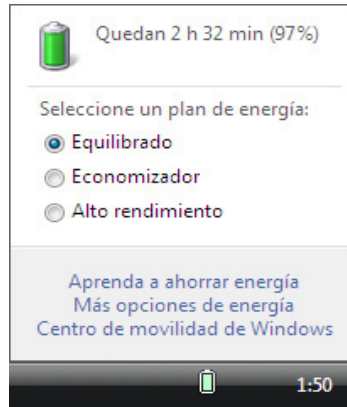 Quedan 2 h 32 min (97%)
Seleccione un plan de energía:
Equilibrado
Economizador
Alto rendimiento
Aprenda a ahorrar energía
Más opciones de energía
Centro de movilidad de Windows
1:50